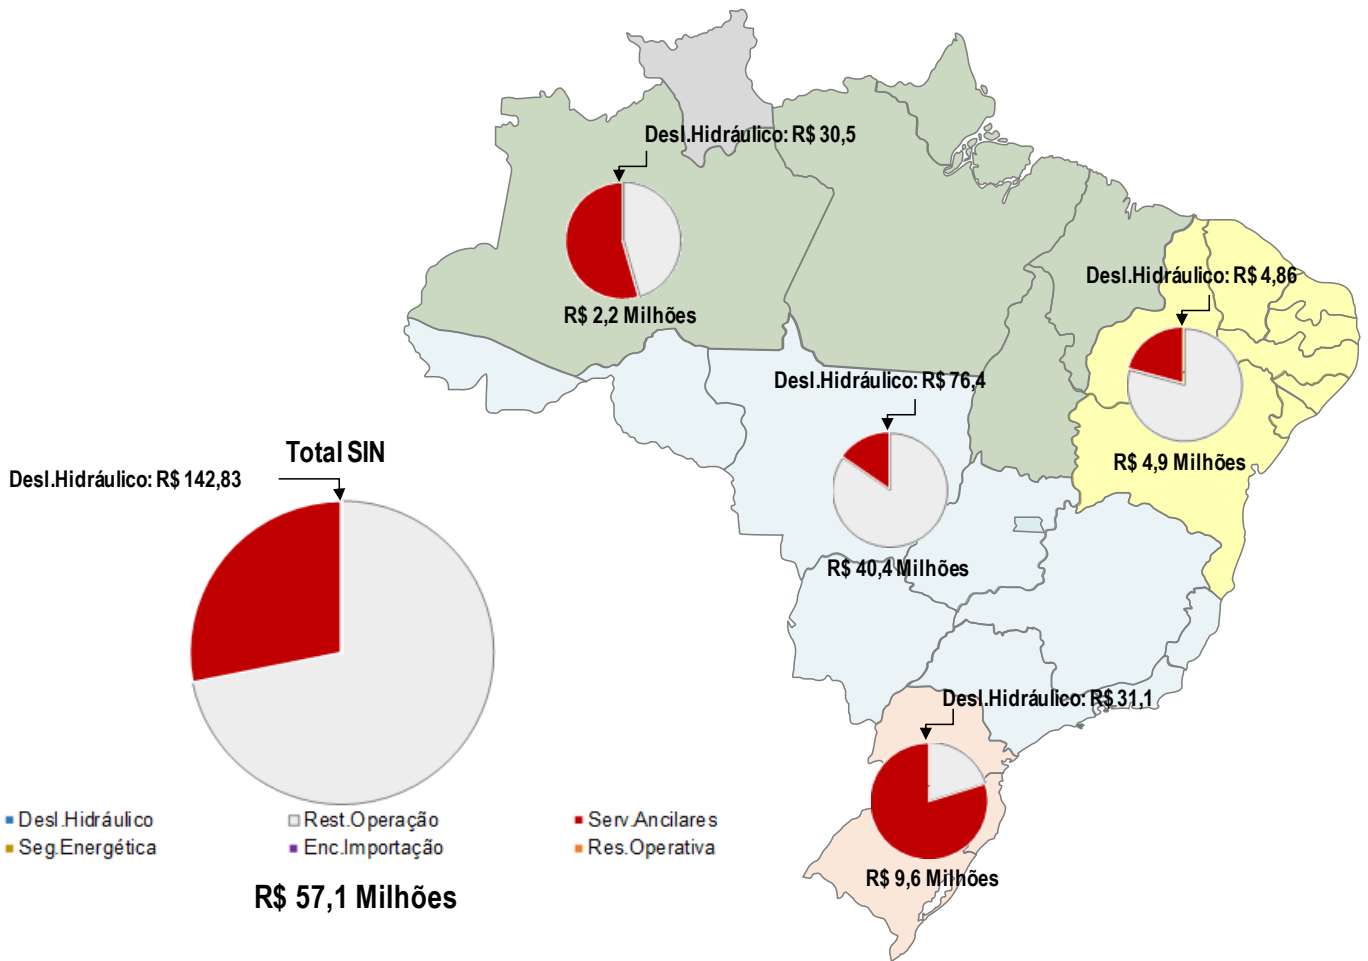 Desl.Hidráulico: R$ 30,5
R$ 2,2 Milhões
Desl.Hidráulico: R$ 4,86
R$ 4,9 Milhões
Desl.Hidráulico: R$ 76,4
R$ 40,4 Milhões
Total SIN
Desl.Hidráulico: R$ 142,83
Desl.Hidráulico: R$ 31,1
R$ 9,6 Milhões
Desl.Hidráulico Rest.Operação Serv.Ancilares
Seg.Energética Enc.Importação Res.Operativa
R$ 57,1 Milhões